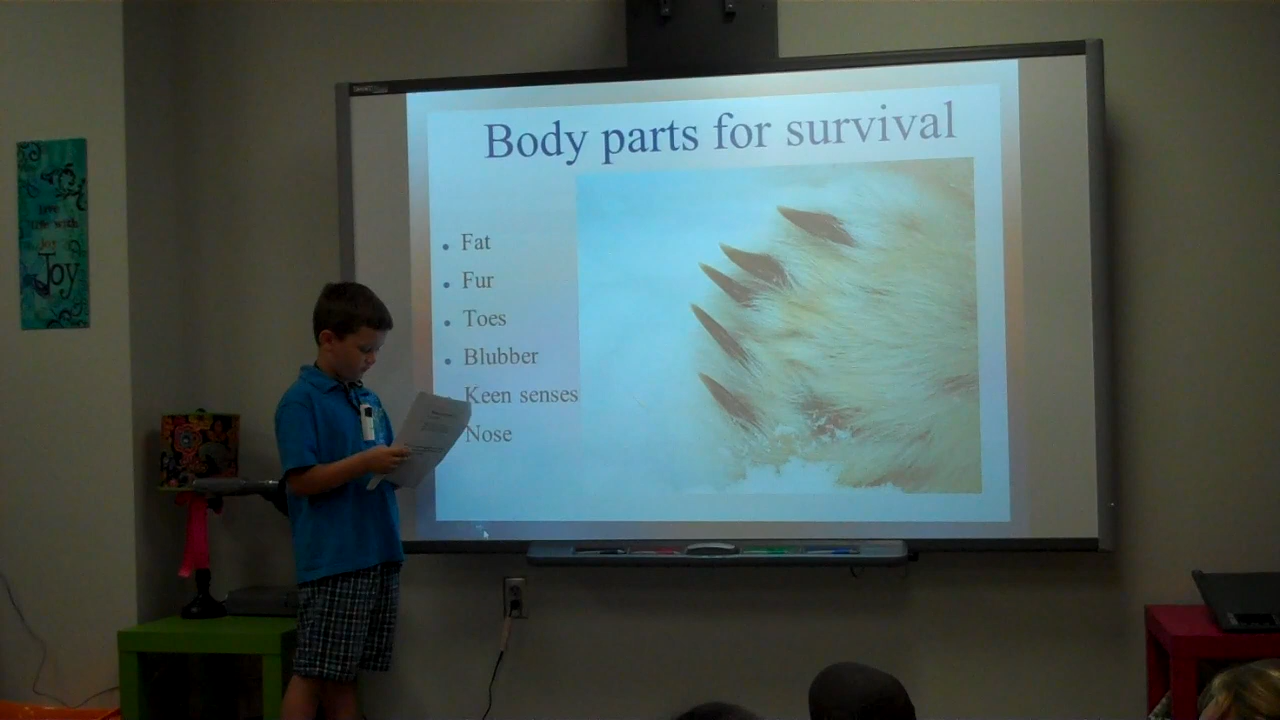 Body parts for survival
Fat
Fur
Toes
Blubber
Keen senses
Nose
Joy